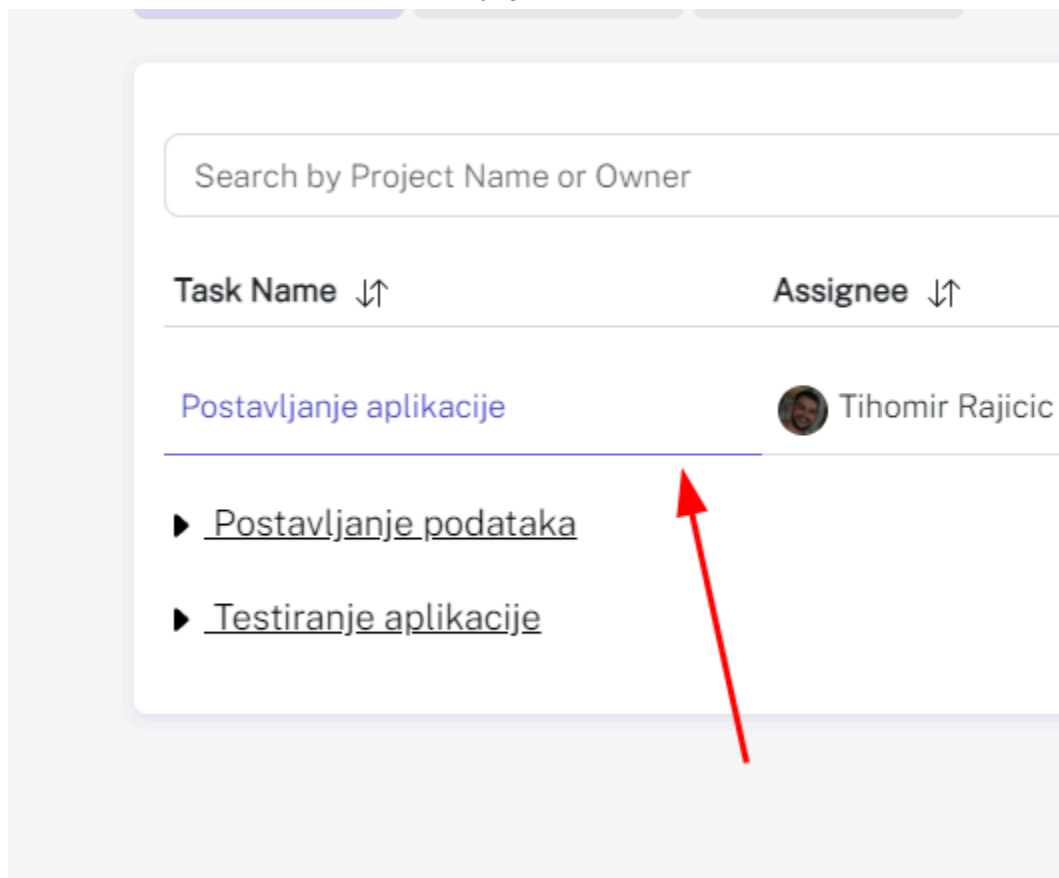 Search by Project Name or Owner
Task Name Assignee
Postavljanje aplikacije Tihomir Rajicic
Postavljanje podataka
Testiranje aplikacije